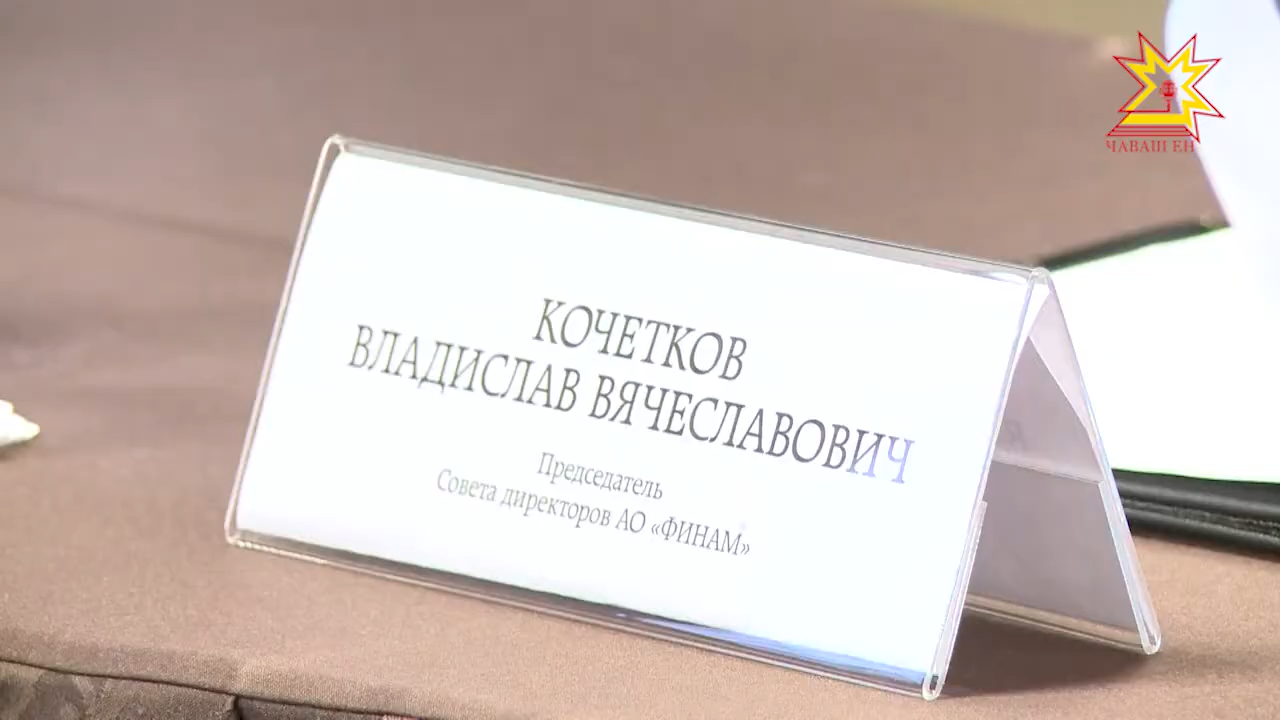 ЧАВАШ ЕН
КОЧЕТКОВ
ВЛАДИСЛАВ ВЯЧЕСЛАВОВИЧ
Председатель
Совета директоров АО «ФИНАМ»